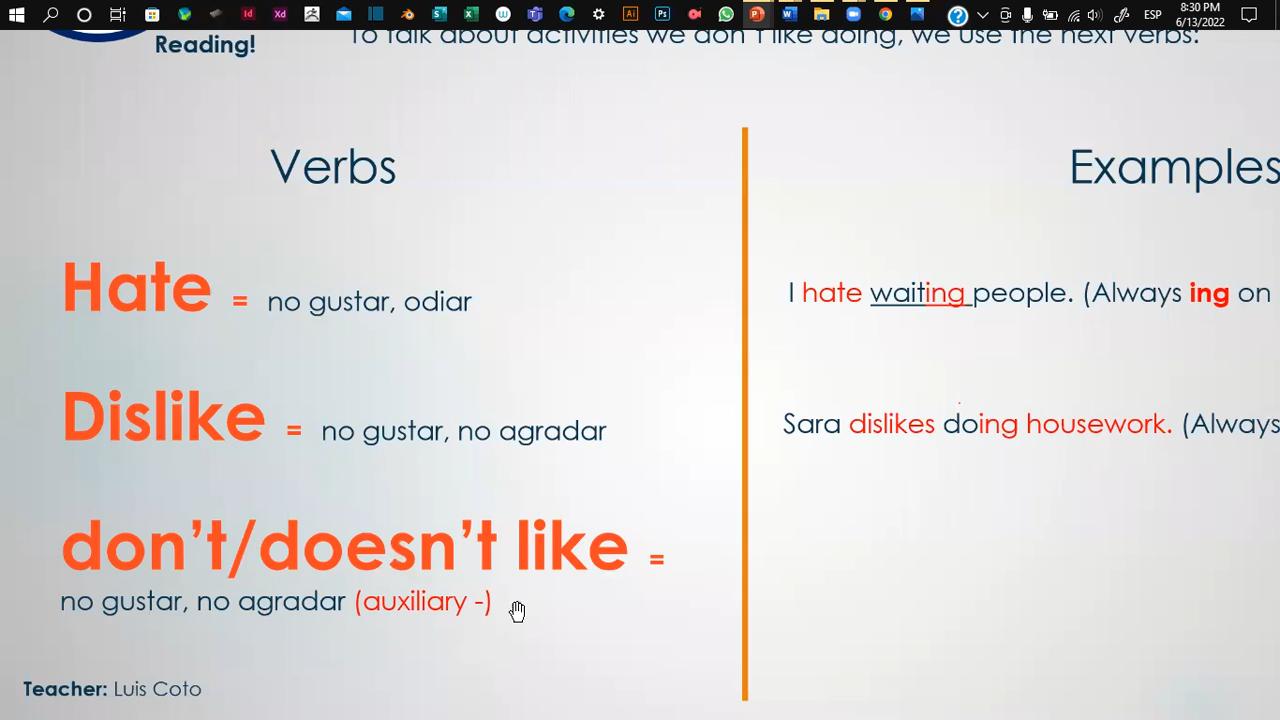 8:30 PM
ESP
6/13/2022
Reading!
To talk about activities we don't like doing, we use the next verbs:
Verbs
Examples
Hate = no gustar, odiar
I hate waiting people. (Always ing on
Dislike = no gustar, no agradar
Sara dislikes doing housework. (Always
don’t/doesn’t like =
no gustar, no agradar (auxiliary -)
Teacher: Luis Coto